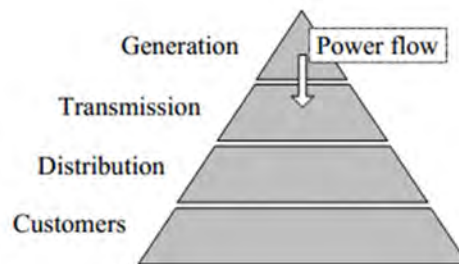 Generation
Power flow
Transmission
Distribution
Customers